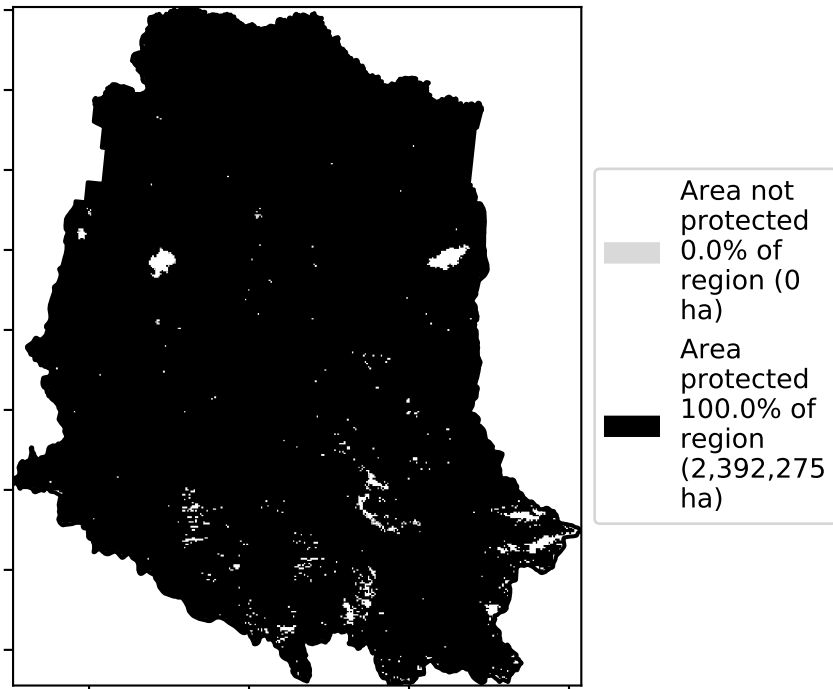 Area not
protected
0.0% of
region (0
ha)
Area
protected
100.0% of
region
(2,392,275
ha)